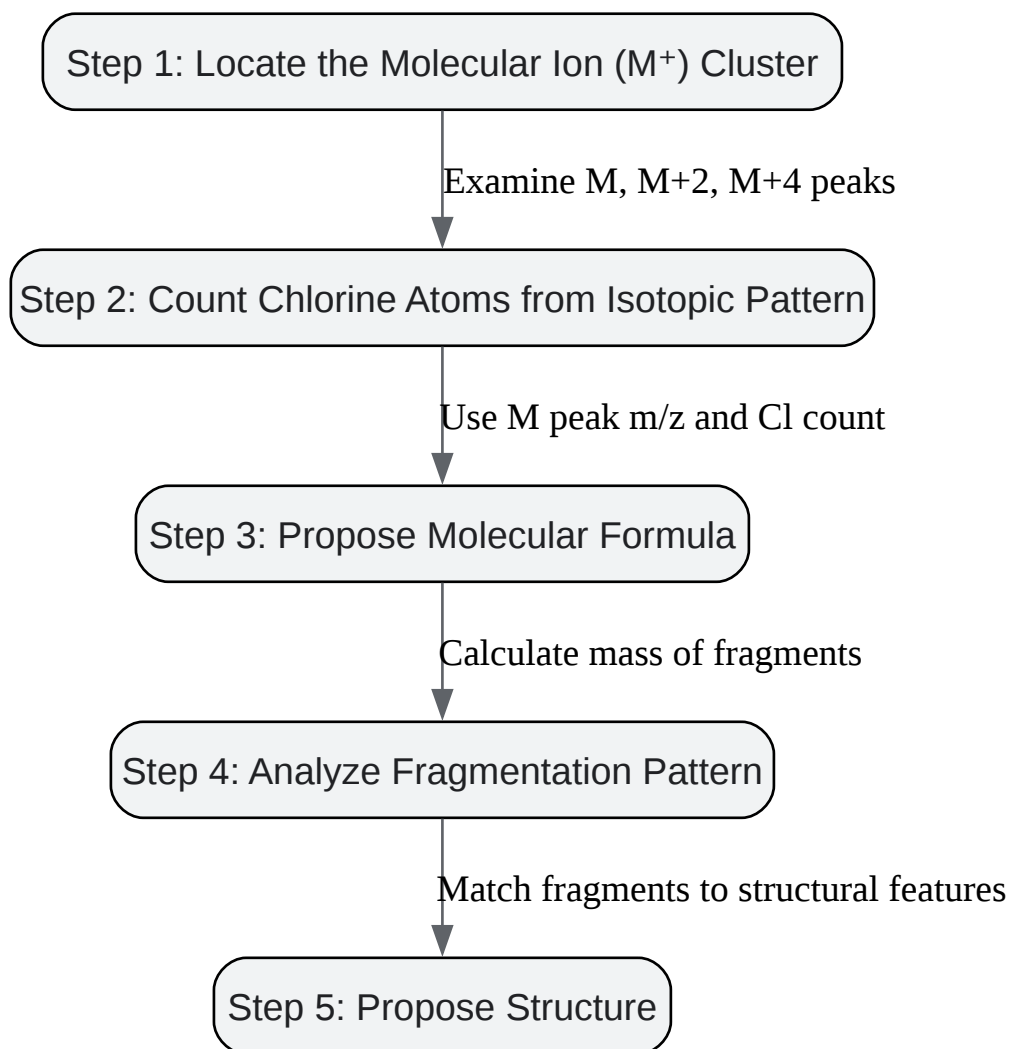 Step 1: Locate the Molecular Ion (M⁺) Cluster
Examine M, M+2, M+4 peaks
Step 2: Count Chlorine Atoms from Isotopic Pattern
Use M peak m/z and Cl count
Step 3: Propose Molecular Formula
Calculate mass of fragments
Step 4: Analyze Fragmentation Pattern
Match fragments to structural features
Step 5: Propose Structure